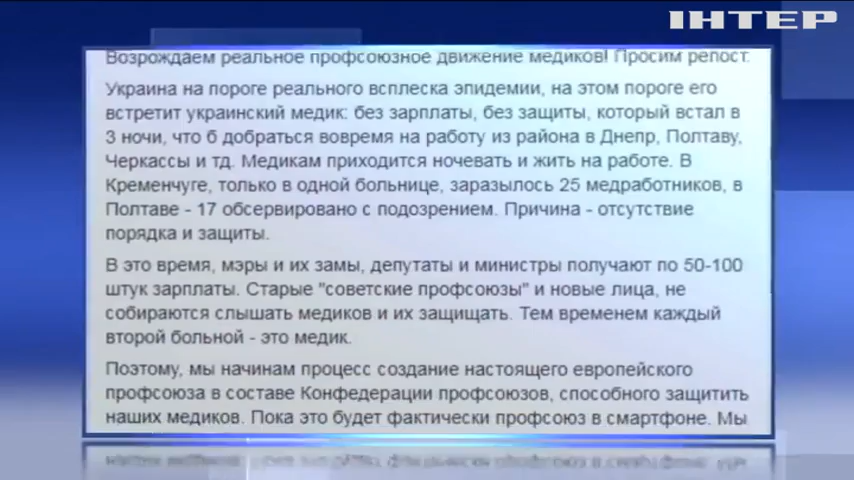 ІНТЕР
Возрождаем реальное профсоюзное движение медиков! Просим репост.
Украина на пороге реального всплеска эпидемии, на этом пороге его
встретит украинский медик: без зарплаты, без защиты, который встал в
3 ночи, что б добраться вовремя на работу из района в Днепр, Полтаву,
Черкассы и тд. Медикам приходится ночевать и жить на работе. В
Кременчуге, только в одной больнице, заразылось 25 медработников, в
Полтаве - 17 обсервировано с подозрением. Причина - отсутствие
порядка и защиты.
В это время, мэры и их замы, депутаты и министры получают по 50-100
штук зарплаты. Старые "советские профсоюзы" и новые лица, не
собираются слышать медиков и их защищать. Тем временем каждый
второй больной - это медик.
Поэтому, мы начинам процесс создание настоящего европейского
профсоюза в составе Конфедерации профсоюзов, способного защитить
наших медиков. Пока это будет фактически профсоюз в смартфоне. Мы